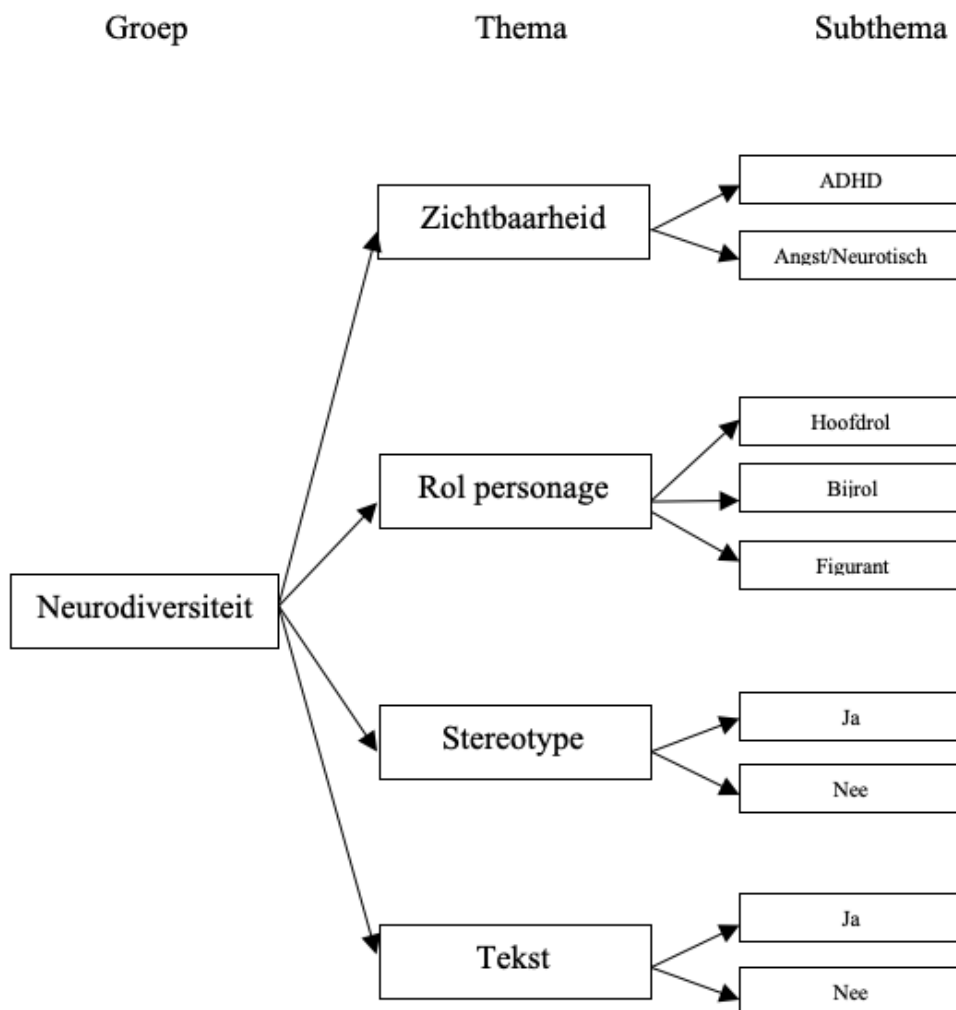 Groep Thema Subthema
ADHD
Zichtbaarheid
Angst/Neurotisch
Hoofdrol
Rol personage
Bijrol
Figurant
Neurodiversiteit
Ja
Stereotype
Nee
Ja
Tekst
Nee